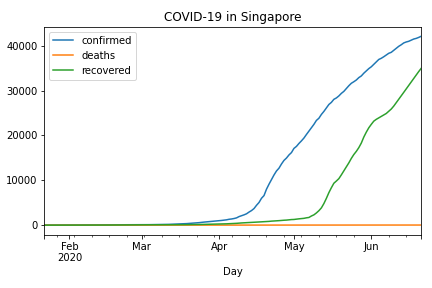 COVID-19 in Singapore
confirmed
deaths
recovered
40000
30000
20000
10000
0
Feb Mar Apr May Jun
2020
Day